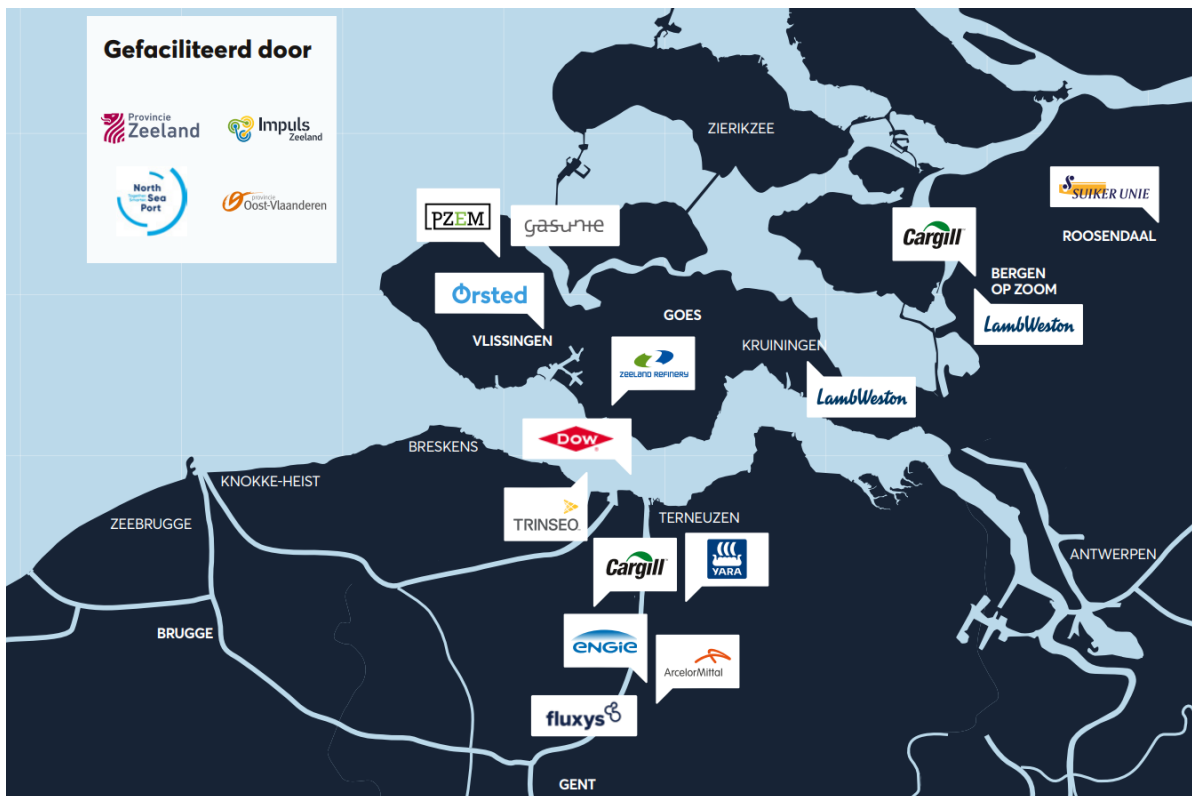 Gefaciliteerd door
Provincie
Zeeland
Impuls
Zeeland
North
Sea
Port
provincie
Oost-Vlaanderen
ZIERIKZEE
SUIKER UNIE
ROOSENDAAL
PZEM
gasunie
Cargill
BERGEN
OP ZOOM
Ørsted
LambWeston
GOES
VLISSINGEN
KRUININGEN
ZEELAND REFINERY
LambWeston
DOW
BRESKENS
KNOKKE-HEIST
ZEEBRUGGE
TRINSEO
TERNEUZEN
ANTWERPEN
Cargill
YARA
BRUGGE
ENGIE
ArcelorMittal
fluxys
GENT